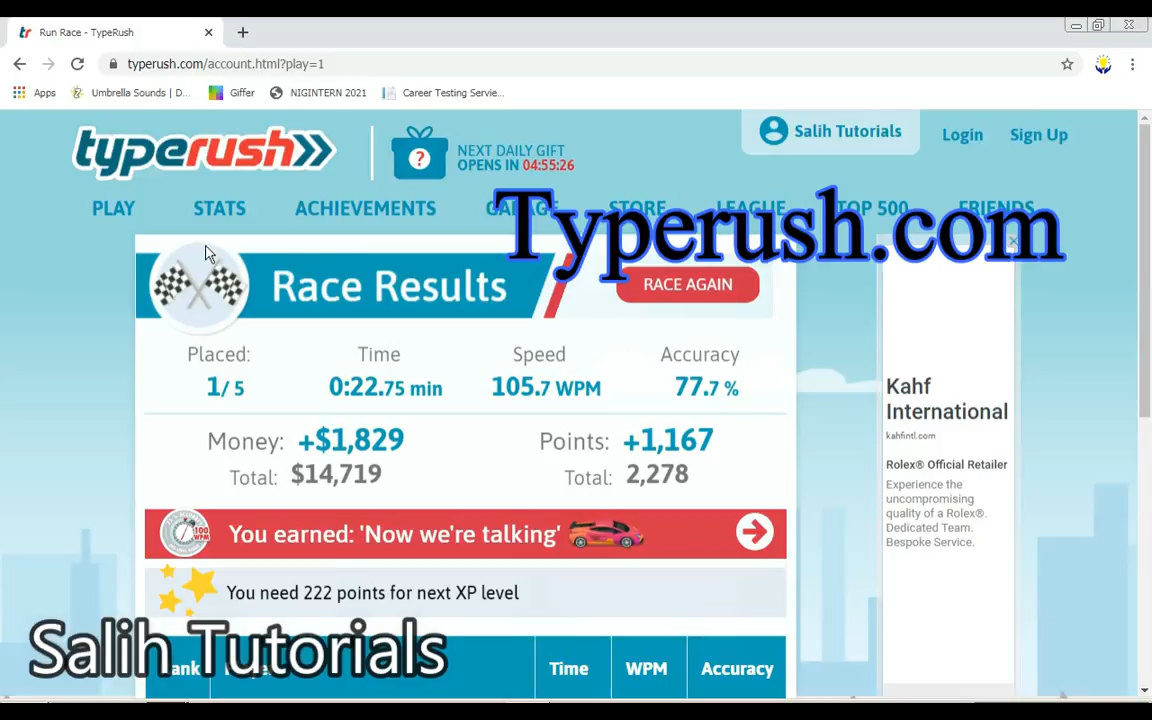 Run Race - TypeRush
typerush.com/account.html?play=1
Apps
Umbrella Sounds | D...
Giffer
NIGINTERN 2021
Career Testing Servie...
typerush
?
NEXT DAILY GIFT
OPENS IN 04:55:26
Salih Tutorials
Login
Sign Up
PLAY
STATS
ACHIEVEMENTS
GARAGE
STORE
LEAGUE
TOP 500
FRIENDS
Typerush.com
Race Results
RACE AGAIN
Placed:
Time
Speed
Accuracy
1/ 5
0:22.75 min
105.7 WPM
77.7 %
Money: +$1,829
Points: +1,167
Total: $14,719
Total: 2,278
100 WPM
You earned: 'Now we're talking'
You need 222 points for next XP level
Kahf
International
kahfintl.com
Rolex® Official Retailer
Experience the
uncompromising
quality of a Rolex®.
Dedicated Team.
Bespoke Service.
Salih Tutorials
Time
WPM
Accuracy